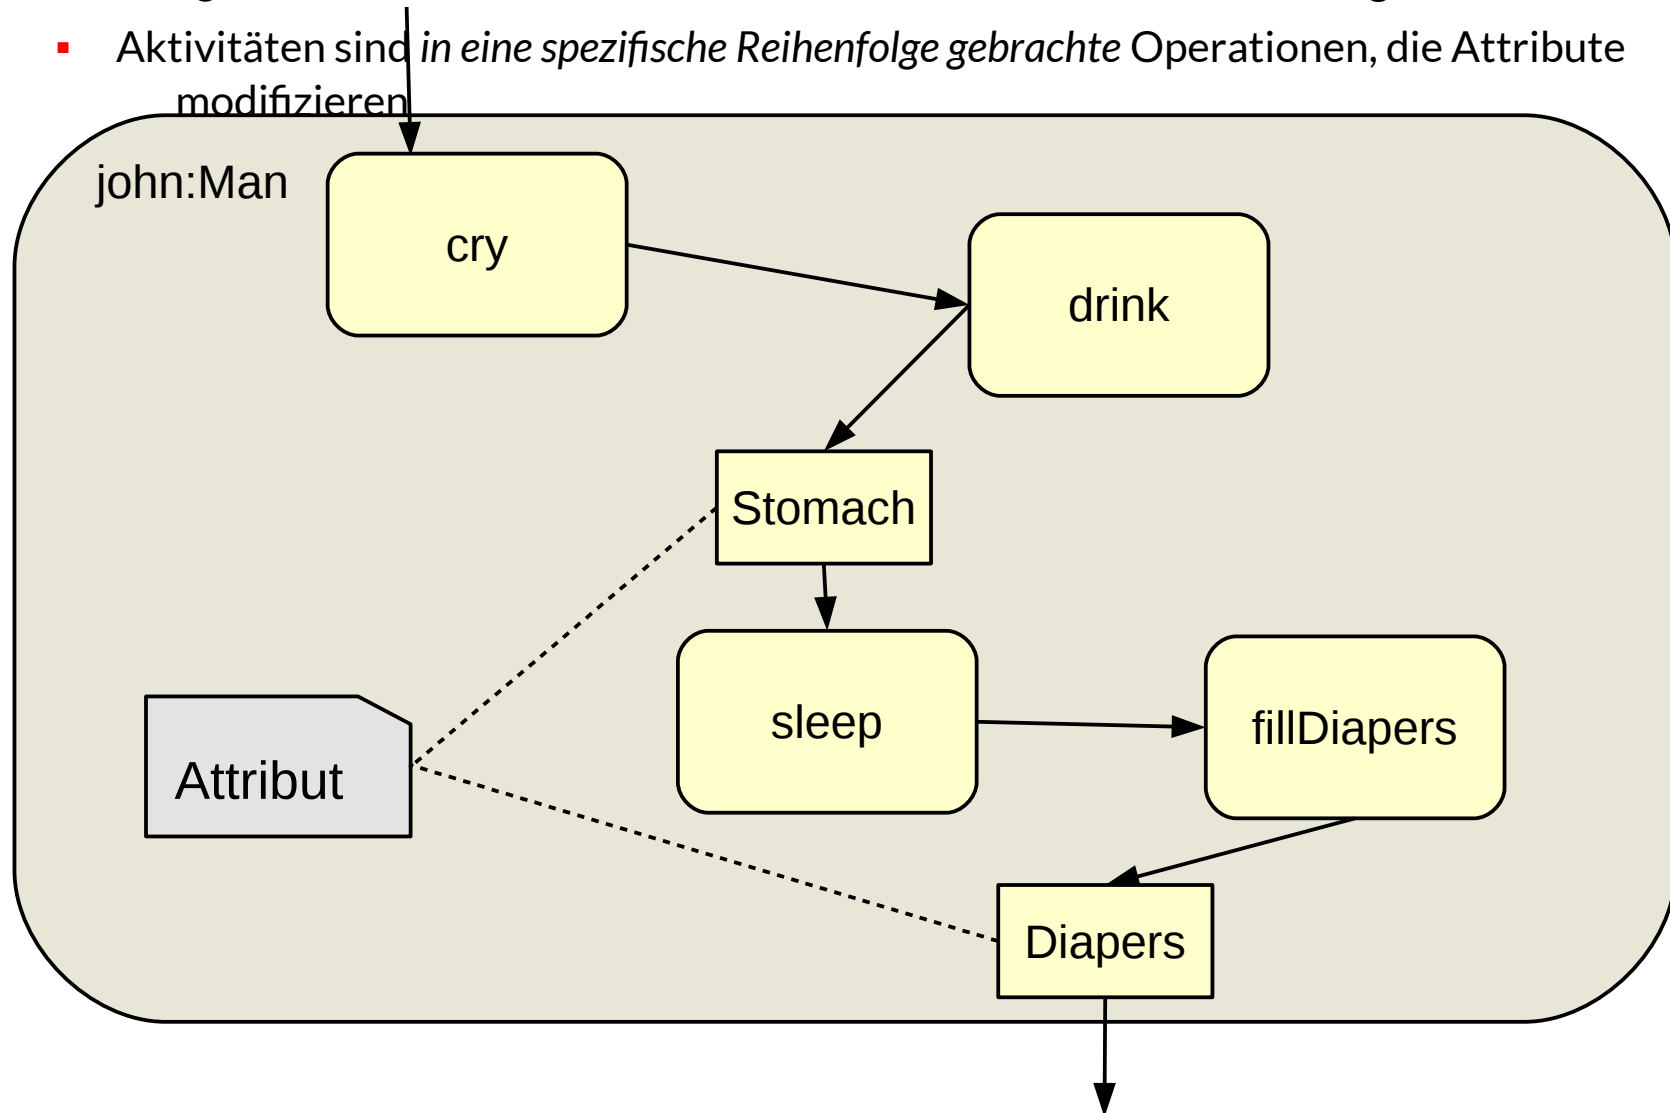 Aktivitäten sind in eine spezifische Reihenfolge gebrachte Operationen, die Attribute
modifizieren
john:Man
cry
drink
Stomach
sleep
fillDiapers
Attribut
Diapers